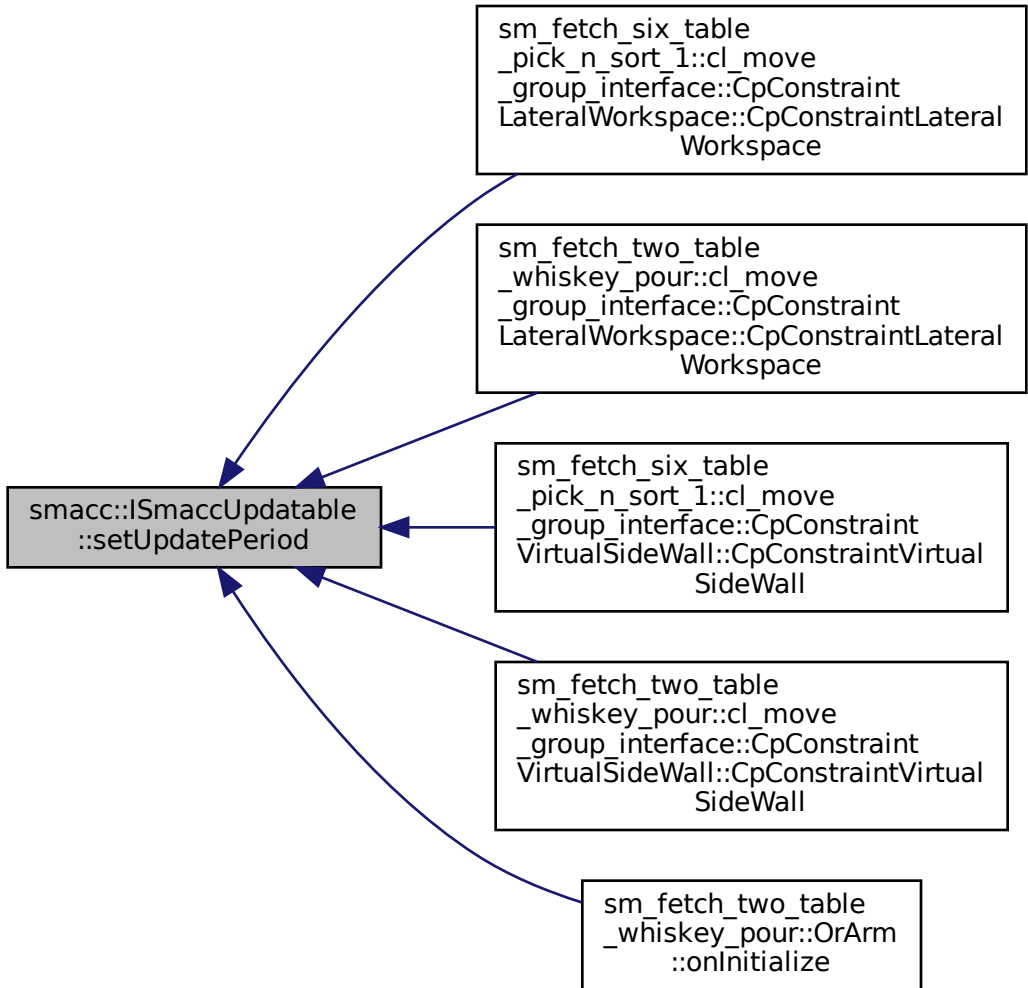 sm_fetch_six_table
_pick_n_sort_1::cl_move
_group_interface::CpConstraint
LateralWorkspace::CpConstraintLateral
Workspace
sm_fetch_two_table
_whiskey_pour::cl_move
_group_interface::CpConstraint
LateralWorkspace::CpConstraintLateral
Workspace
smacc::ISmaccUpdatable
::setUpdatePeriod
sm_fetch_six_table
_pick_n_sort_1::cl_move
_group_interface::CpConstraint
VirtualSideWall::CpConstraintVirtual
SideWall
sm_fetch_two_table
_whiskey_pour::cl_move
_group_interface::CpConstraint
VirtualSideWall::CpConstraintVirtual
SideWall
sm_fetch_two_table
_whiskey_pour::OrArm
::onInitialize